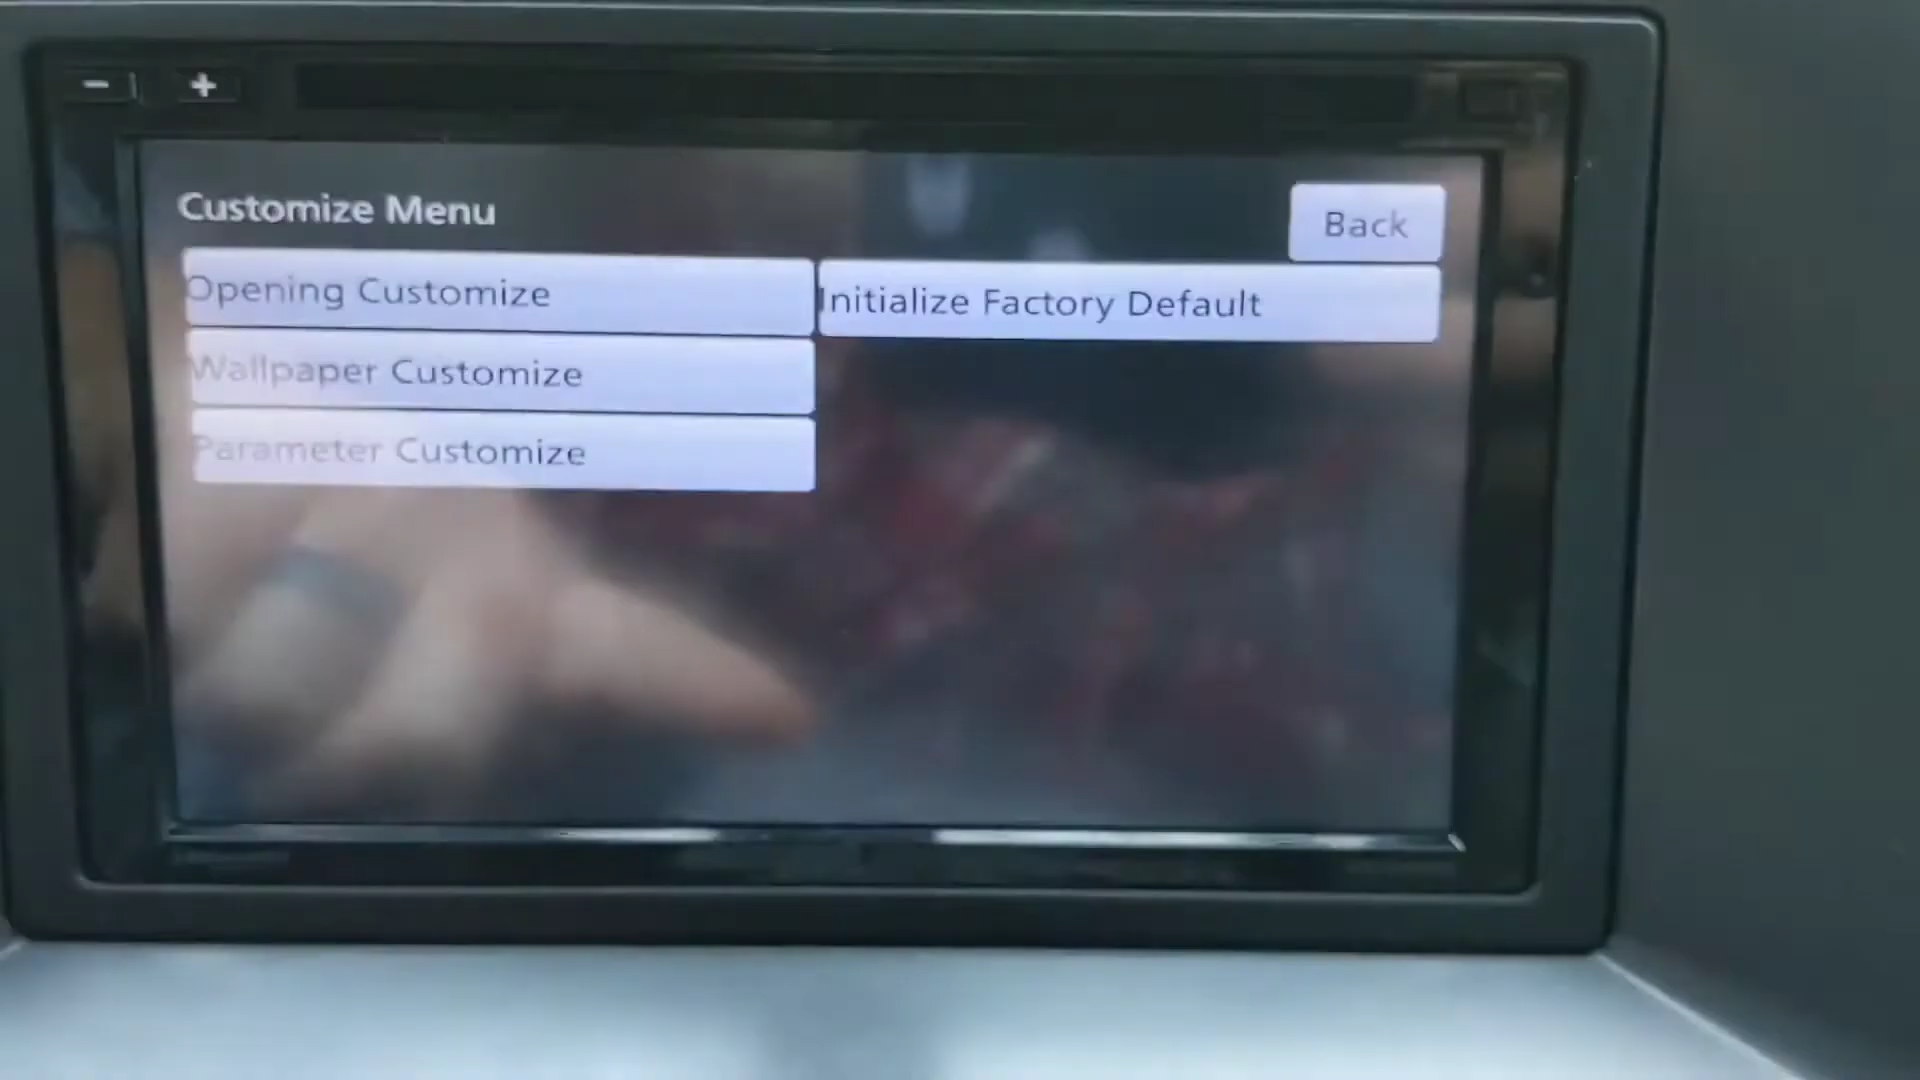 - +
Customize Menu
Back
Opening Customize
Initialize Factory Default
Wallpaper Customize
Parameter Customize